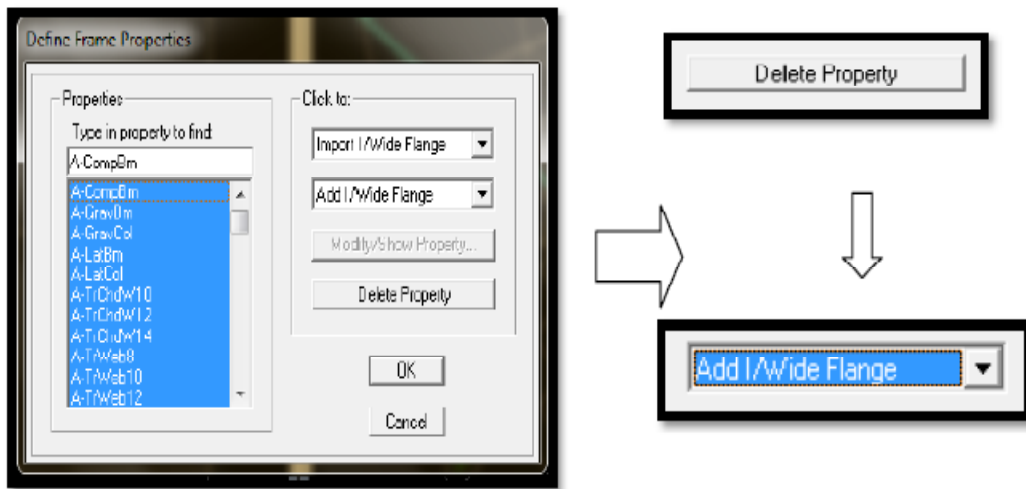 Define Frame Properties
Properties
Type in property to find:
A-CompBm
A-CompBm
A-GravBm
A-GravCol
A-LatBm
A-LatCol
A-TrChdW10
A-TrChdW12
A-TrChdW14
A-TrWeb8
A-TrWeb10
A-TrWeb12
Click to:
Import I/Wide Flange
Add I/Wide Flange
Modify/Show Property...
Delete Property
OK
Cancel
Delete Property
Add I/Wide Flange